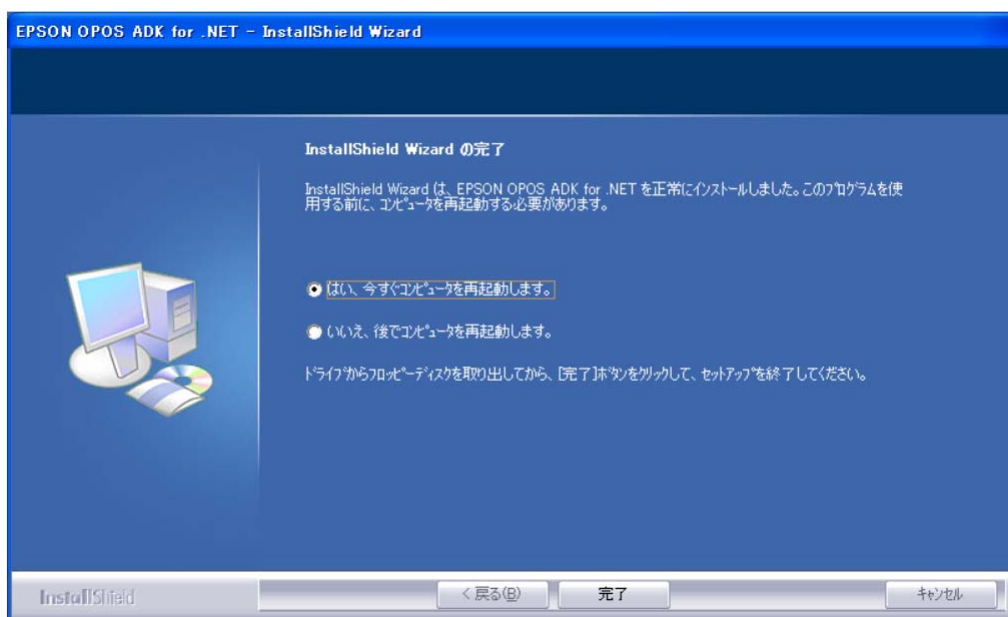 EPSON OPOS ADK for .NET - InstallShield Wizard
InstallShield Wizard の完了
InstallShield Wizard は、EPSON OPOS ADK for .NET を正常にインストールしました。このプログラムを使
用する前に、コンピュータを再起動する必要があります。
はい、今すぐコンピュータを再起動します。
いいえ、後でコンピュータを再起動します。
ドライブからフロッピーディスクを取り出してから、[完了]ボタンをクリックして、セットアップを終了してください。
InstallShield
< 戻る(B)
完了
キャンセル